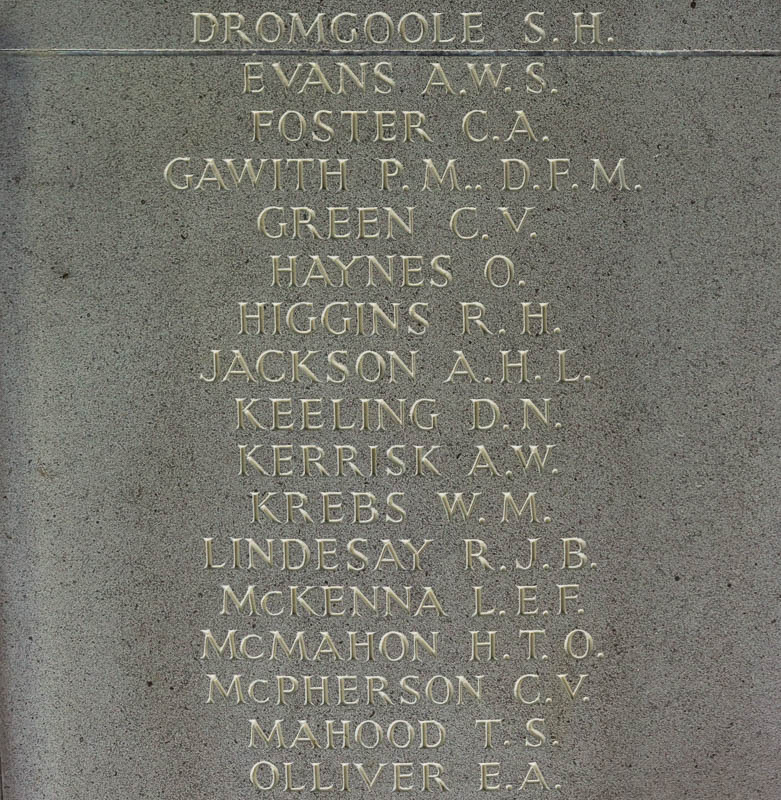 DROMGOOLE S.H.
EVANS A.W.S.
FOSTER C.A.
GAWITH P.M., D.F.M.
GREEN C.V.
HAYNES O.
HIGGINS R.H.
JACKSON A.H.L.
KEELING D.N.
KERRISK A.W.
KREBS W.M.
LINDESAY R.J.B.
McKENNA L.E.F.
McMAHON H.T.O.
McPHERSON C.V.
MAHOOD T.S.
OLLIVER E.A.